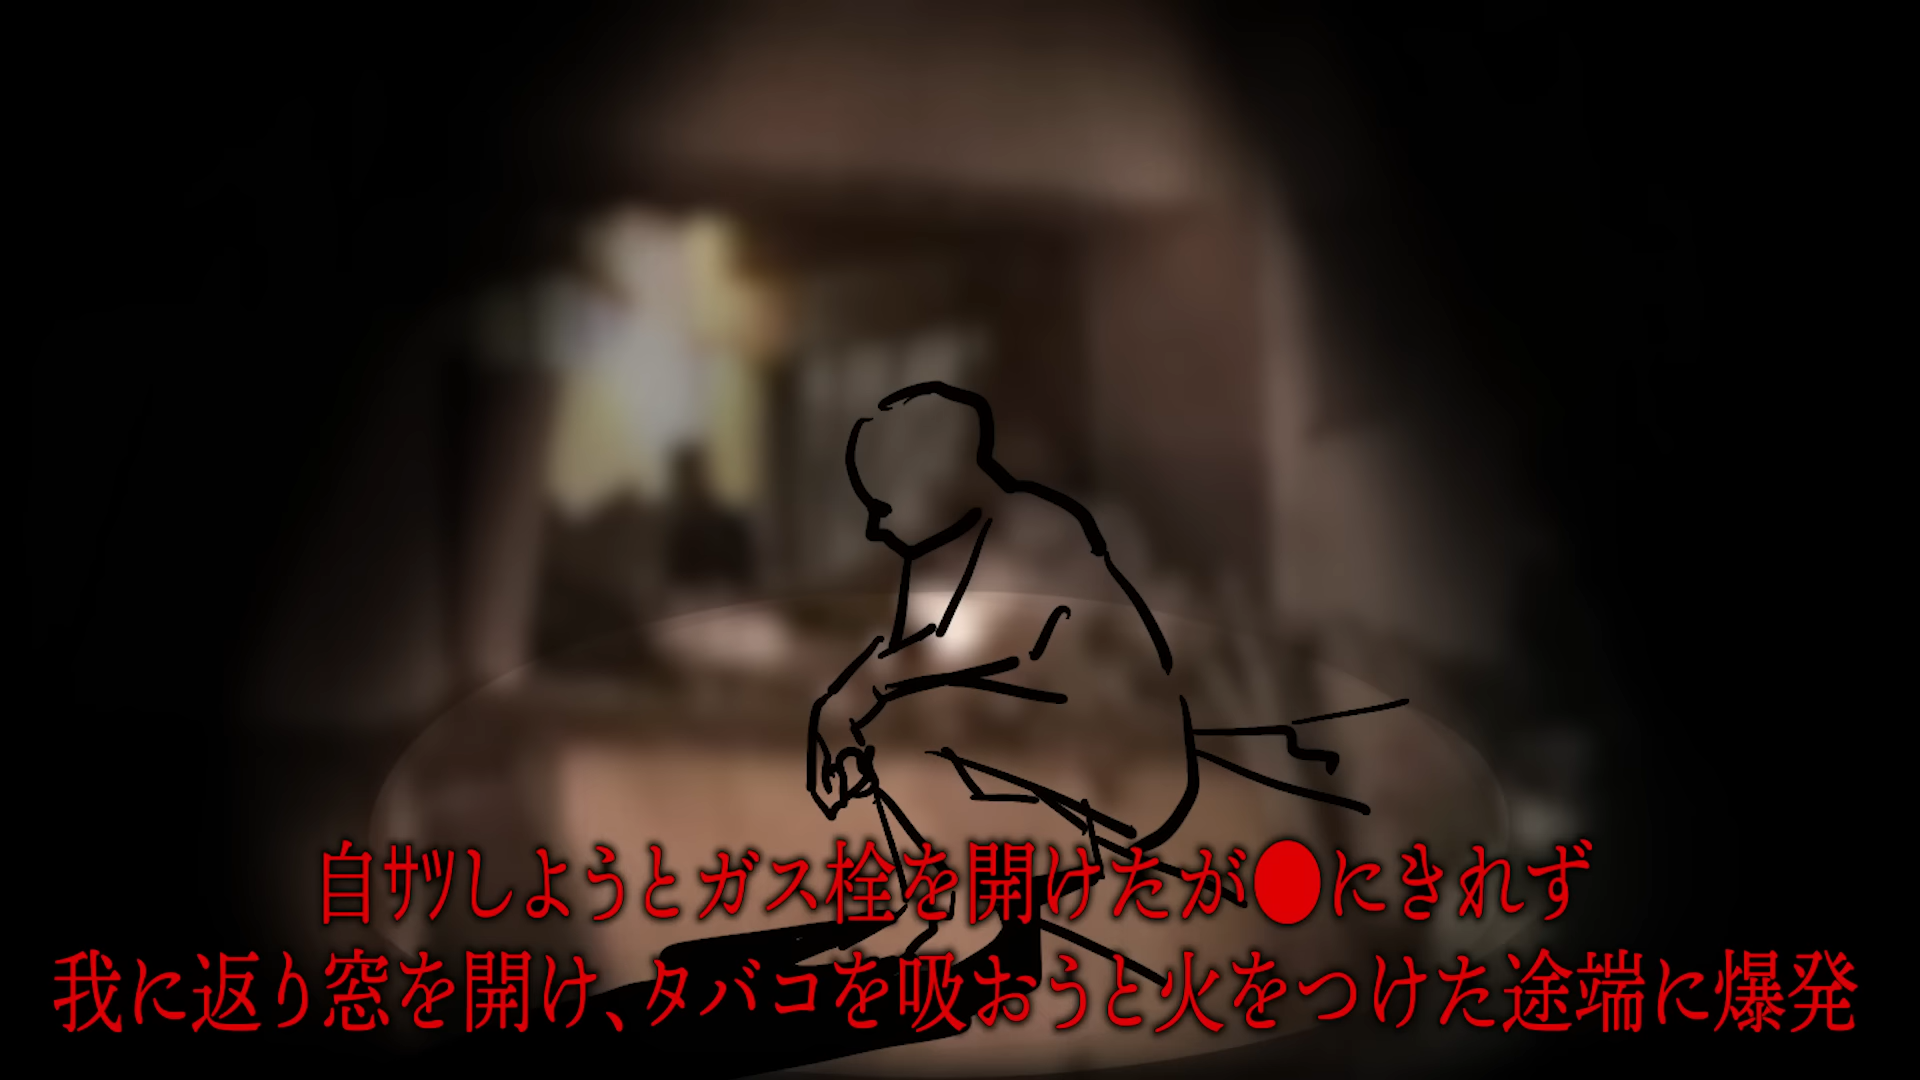 自ｻﾂしようとガス栓を開けたが●にきれず
我に返り窓を開け、タバコを吸おうと火をつけた途端に爆発